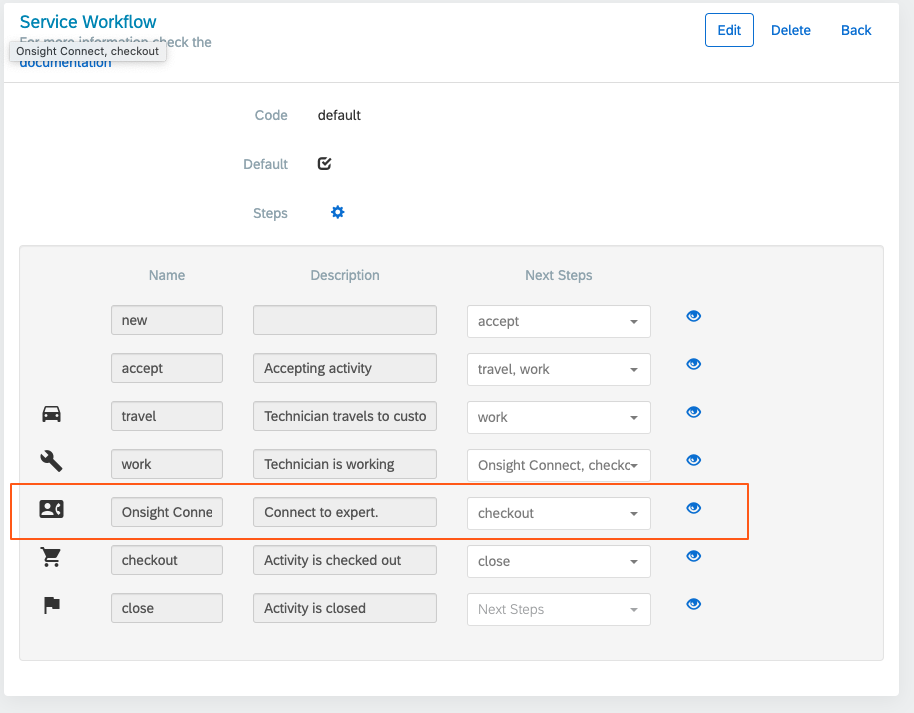 Service Workflow
Edit Delete Back
For more information check the
Onsight Connect, checkout
documentation
Code default
Default
Steps
Name Description Next Steps
new accept
accept Accepting activity travel, work
travel Technician travels to custo work
work Technician is working Onsight Connect, checkc
Onsight Conne Connect to expert. checkout
checkout Activity is checked out close
close Activity is closed Next Steps